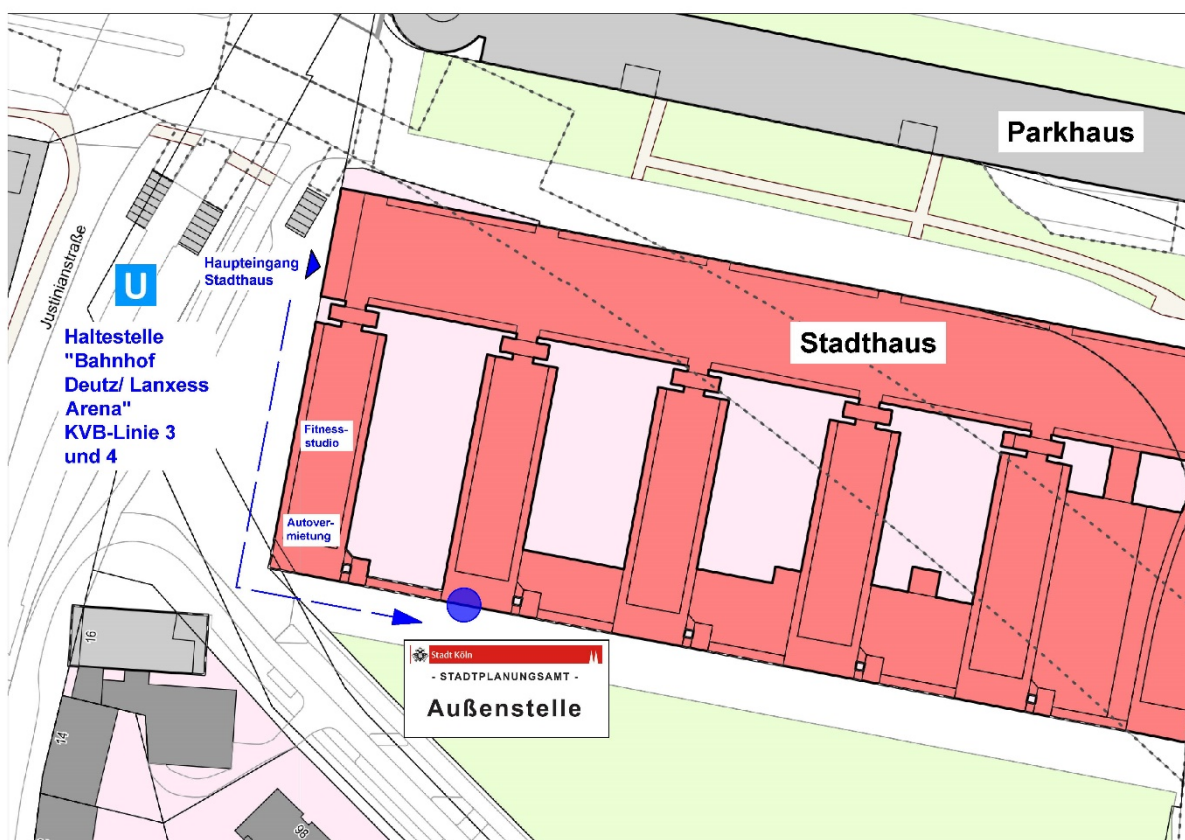 Parkhaus
Justinianstraße
Haupteingang
Stadthaus
U
Haltestelle
"Bahnhof
Deutz/ Lanxess
Arena"
KVB-Linie 3
und 4
Stadthaus
Fitness-
studio
Autover-
mietung
16
14
Stadt Köln
- STADTPLANUNGSAMT -
Außenstelle
98